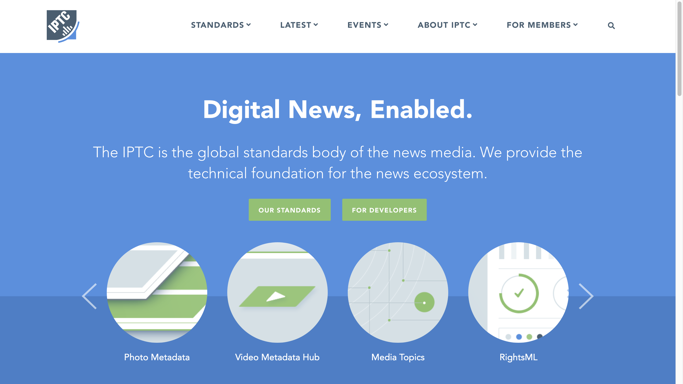 IPTC
STANDARDS
LATEST
EVENTS
ABOUT IPTC
FOR MEMBERS
Digital News, Enabled.
The IPTC is the global standards body of the news media. We provide the
technical foundation for the news ecosystem.
OUR STANDARDS
FOR DEVELOPERS
Photo Metadata
Video Metadata Hub
Media Topics
RightsML